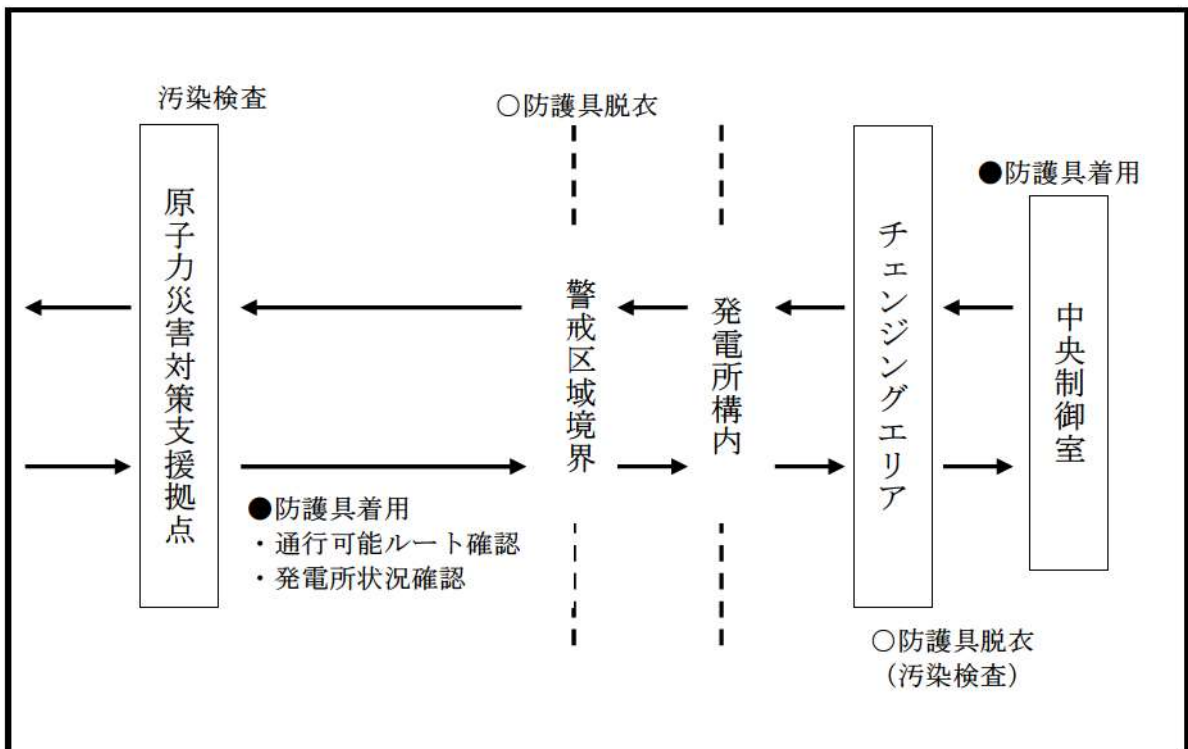 汚染検査
○防護具脱衣
●防護具着用
原子力災害対策支援拠点
警戒区域境界
発電所構内
チェンジングエリア
中央制御室
●防護具着用
・通行可能ルート確認
・発電所状況確認
○防護具脱衣
（汚染検査）